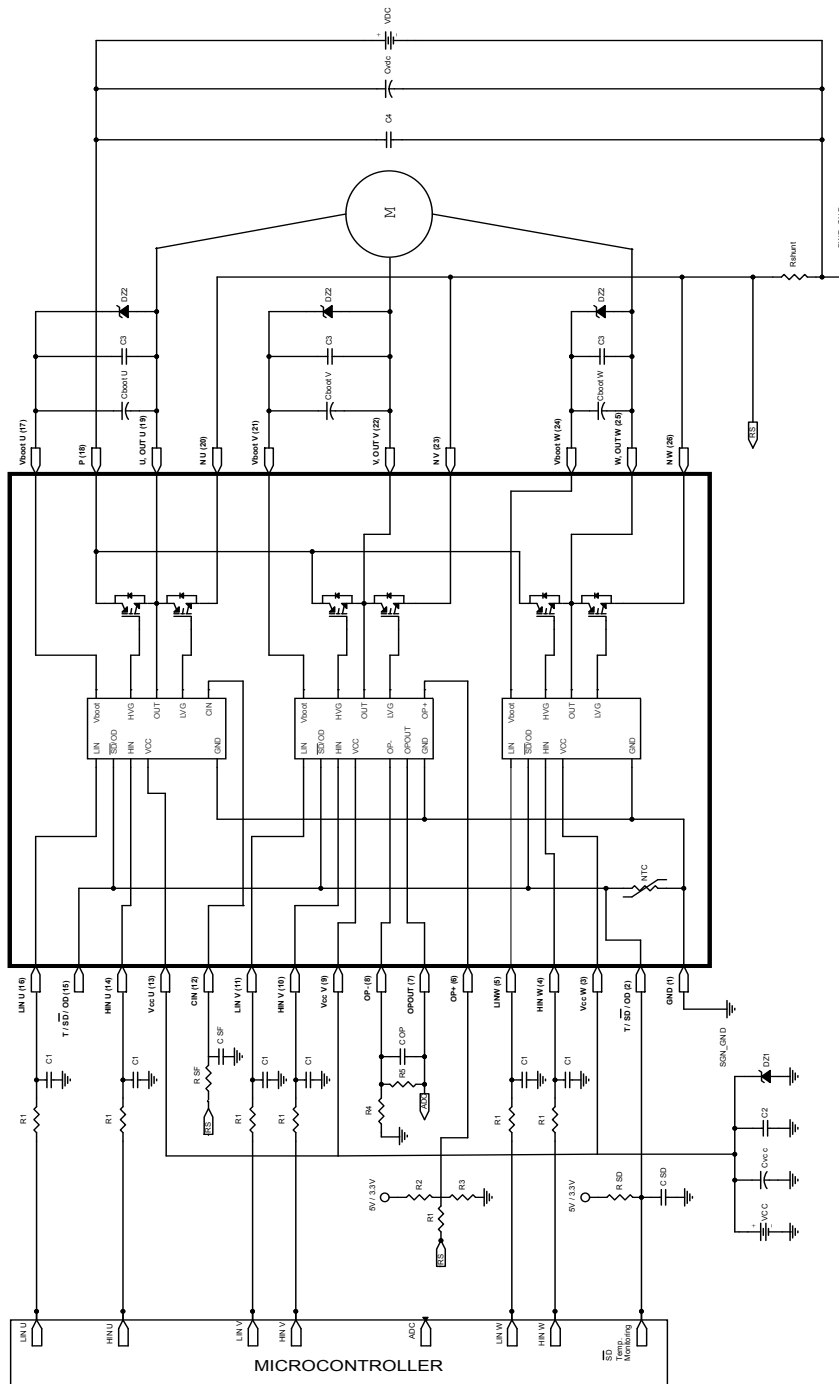 VDC
+
-
Cvdc
C4
M
Rshunt
DZ2
C3
Cboot U
DZ2
C3
Cboot V
DZ2
C3
Cboot W
RS
Vboot U (17)
P (18)
U, OUT U (19)
N U (20)
Vboot V (21)
V, OUT V (22)
N V (23)
Vboot W (24)
W, OUT W (25)
N W (26)
Vboot
HVG
OUT
LVG
CIN
LIN
SD/OD
HIN
VCC
GND
Vboot
HVG
OUT
LVG
OP+
LIN
SD/OD
HIN
VCC
OP-
OPOUT
GND
Vboot
HVG
OUT
LVG
LIN
SD/OD
HIN
VCC
GND
NTC
LIN U (16)
T / SD / OD (15)
HIN U (14)
Vcc U (13)
CIN (12)
LIN V (11)
HIN V (10)
Vcc V (9)
OP- (8)
OPOUT (7)
OP+ (6)
LIN W (5)
HIN W (4)
Vcc W (3)
T / SD / OD (2)
GND (1)
C1
R1
C1
R1
C SF
R SF
RS
C1
R1
C1
R1
C OP
R5
R4
ADC
5V / 3.3V
R2
R3
R1
RS
C1
R1
C1
R1
5V / 3.3V
R SD
C SD
SGN_GND
DZ1
C2
Cvcc
VCC
+
-
LIN U
HIN U
LIN V
HIN V
ADC
LIN W
HIN W
SD
Temp.
Monitoring
MICROCONTROLLER